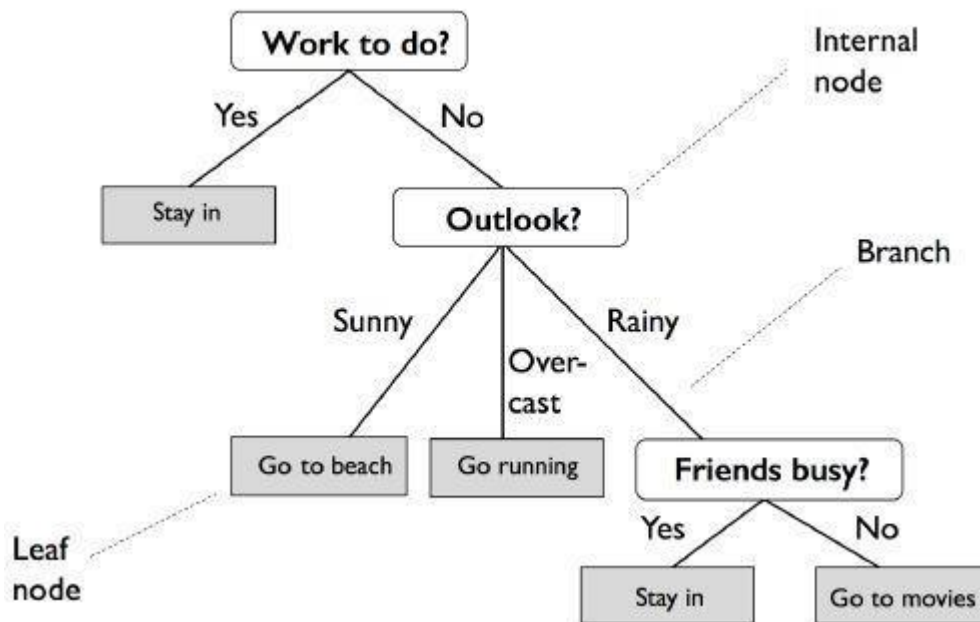 Work to do?
Internal
node
Yes
No
Stay in
Outlook?
Branch
Sunny
Rainy
Over-
cast
Go to beach
Go running
Friends busy?
Yes
No
Leaf
node
Stay in
Go to movies